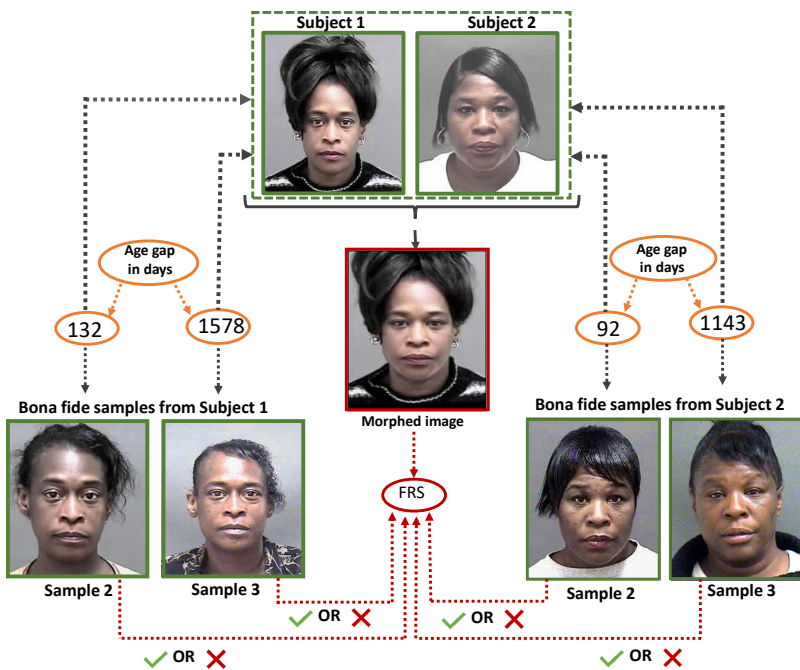 Subject 1
Subject 2
Age gap
in days
Age gap
in days
132
1578
92
1143
Bona fide samples from Subject 1
Morphed image
Bona fide samples from Subject 2
FRS
Sample 2
Sample 3
Sample 2
Sample 3
OR
OR
OR
OR